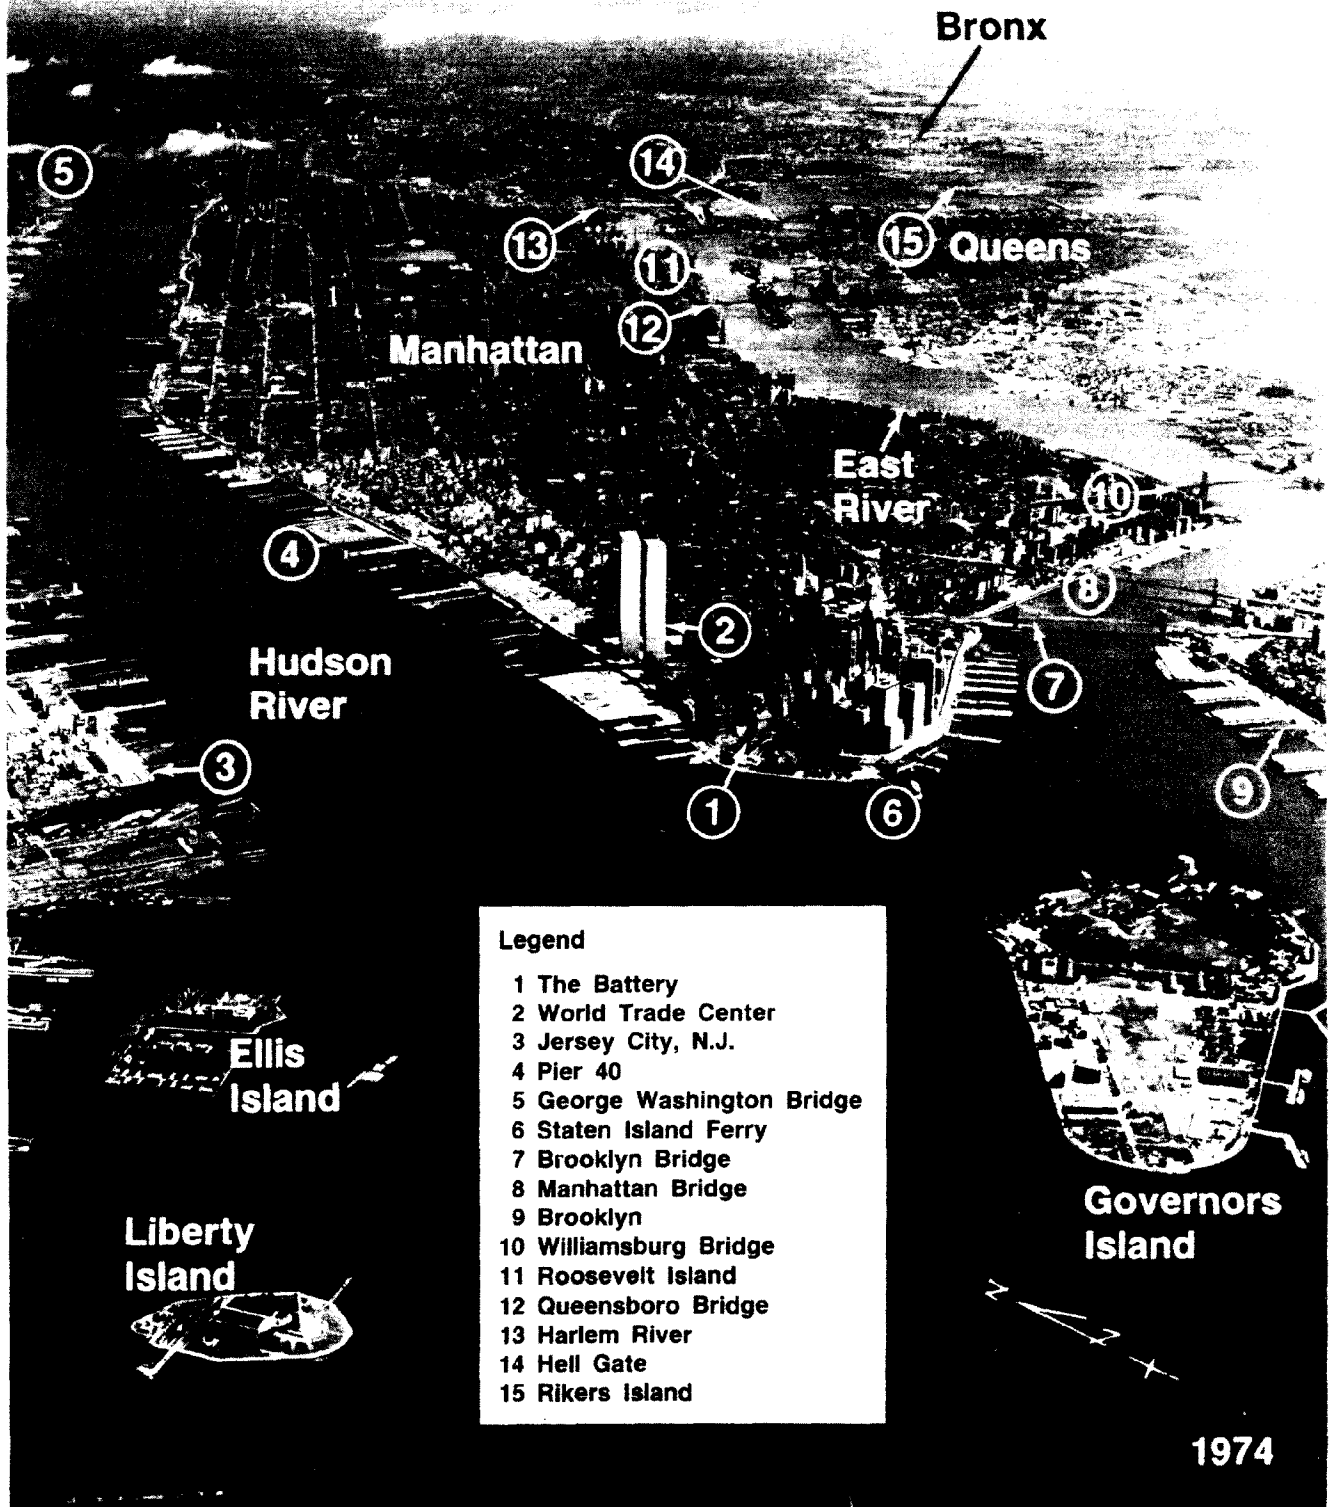 Bronx
5
14
13
15
Queens
11
12
Manhattan
East
River
10
4
8
2
Hudson
River
7
3
9
1
6
Legend
1 The Battery
2 World Trade Center
3 Jersey City, N.J.
4 Pier 40
5 George Washington Bridge
6 Staten Island Ferry
7 Brooklyn Bridge
8 Manhattan Bridge
9 Brooklyn
10 Williamsburg Bridge
11 Roosevelt Island
12 Queensboro Bridge
13 Harlem River
14 Hell Gate
15 Rikers Island
Ellis
Island
Governors
Island
Liberty
Island
N
1974